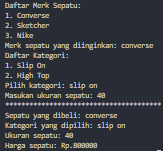 Daftar Merk Sepatu:
1. Converse
2. Sketcher
3. Nike
Merk sepatu yang diinginkan: converse
Daftar Kategori:
1. Slip On
2. High Top
Pilih kategori: slip on
Masukan ukuran sepatu: 40
****************************************
Sepatu yang dibeli: converse
Kategori yang dipilih: slip on
Ukuran sepatu: 40
Harga sepatu: Rp.800000